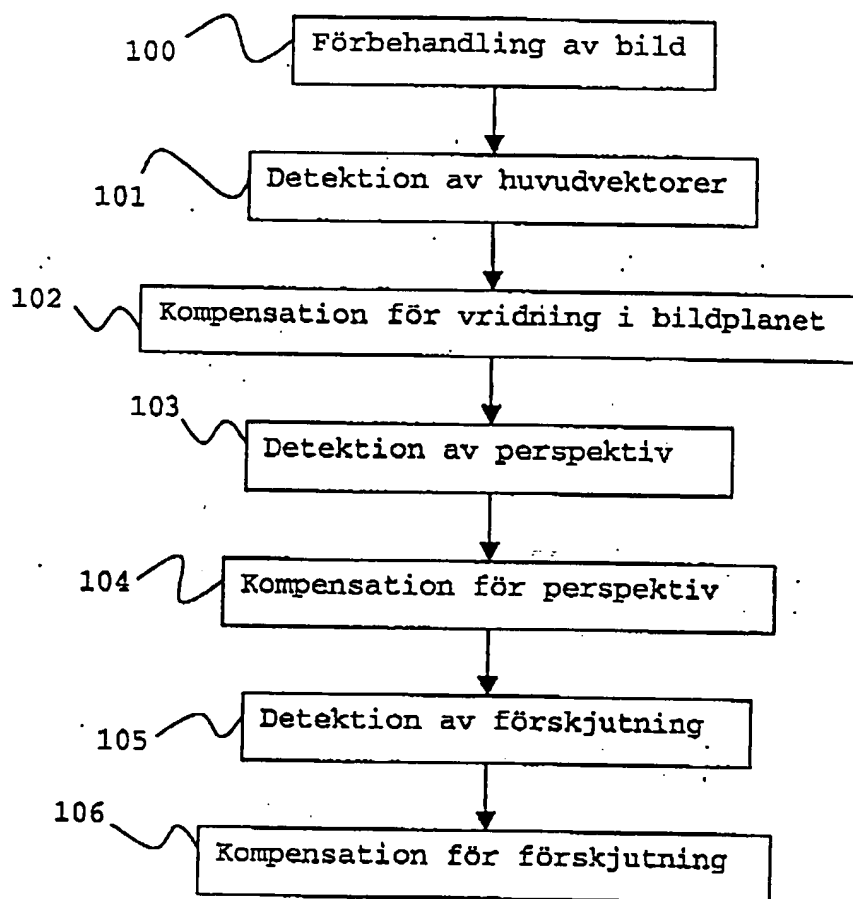 100 Förbehandling av bild
101 Detektion av huvudvektorer
102 Kompensation för vridning i bildplanet
103 Detektion av perspektiv
104 Kompensation för perspektiv
105 Detektion av förskjutning
106 Kompensation för förskjutning